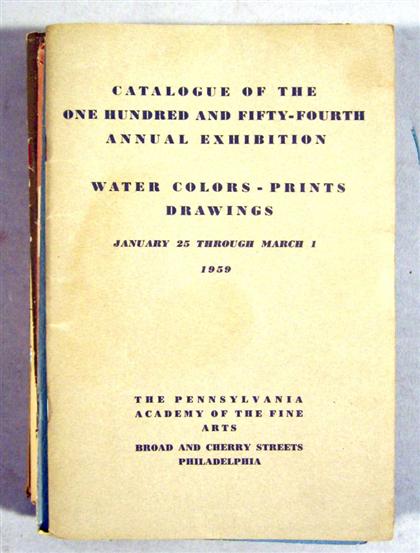 CATALOGUE OF THE
ONE HUNDRED AND FIFTY-FOURTH
ANNUAL EXHIBITION
WATER COLORS - PRINTS
DRAWINGS
JANUARY 25 THROUGH MARCH 1
1959
THE PENNSYLVANIA
ACADEMY OF THE FINE
ARTS
BROAD AND CHERRY STREETS
PHILADELPHIA